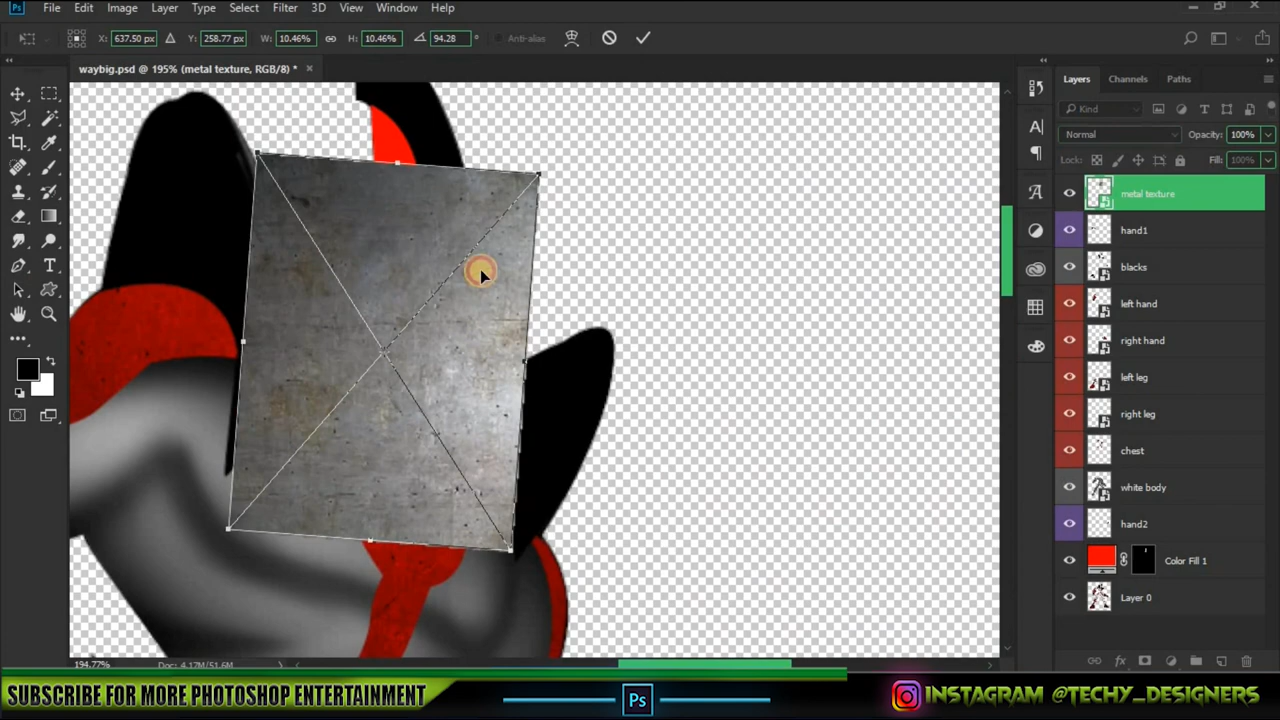 Ps File Edit Image Layer Type Select Filter 3D View Window Help
X: 637.50 px Y: 258.77 px W: 10.46% H: 10.46% 94.28 ° Anti-alias
waybig.psd @ 195% (metal texture, RGB/8) * ×
Layers Channels Paths
Kind
Normal Opacity: 100%
Lock: Fill: 100%
metal texture
hand1
blacks
left hand
right hand
left leg
right leg
chest
white body
hand2
Color Fill 1
Layer 0
194.77% Doc: 4.17M/51.6M
SUBSCRIBE FOR MORE PHOTOSHOP ENTERTAINMENT
Ps
INSTAGRAM @TECHY_DESIGNERS